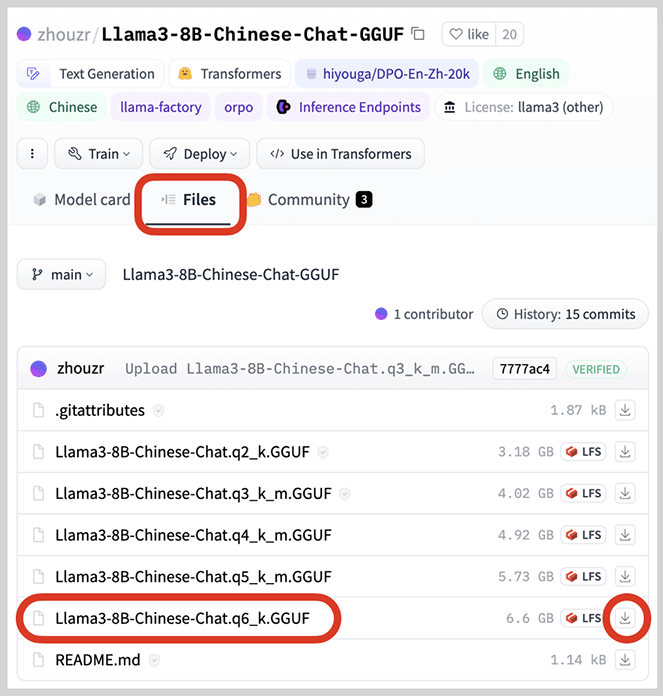 zhouzr/Llama3-8B-Chinese-Chat-GGUF like 20
Text Generation Transformers hiyouga/DPO-En-Zh-20k English
Chinese llama-factory orpo Inference Endpoints License: llama3 (other)
Train Deploy </> Use in Transformers
Model card Files Community 3
main Llama3-8B-Chinese-Chat-GGUF
1 contributor History: 15 commits
zhouzr Upload Llama3-8B-Chinese-Chat.q3_k_m.GG… 7777ac4 VERIFIED
.gitattributes 1.87 kB
Llama3-8B-Chinese-Chat.q2_k.GGUF 3.18 GB LFS
Llama3-8B-Chinese-Chat.q3_k_m.GGUF 4.02 GB LFS
Llama3-8B-Chinese-Chat.q4_k_m.GGUF 4.92 GB LFS
Llama3-8B-Chinese-Chat.q5_k_m.GGUF 5.73 GB LFS
Llama3-8B-Chinese-Chat.q6_k.GGUF 6.6 GB LFS
README.md 1.14 kB